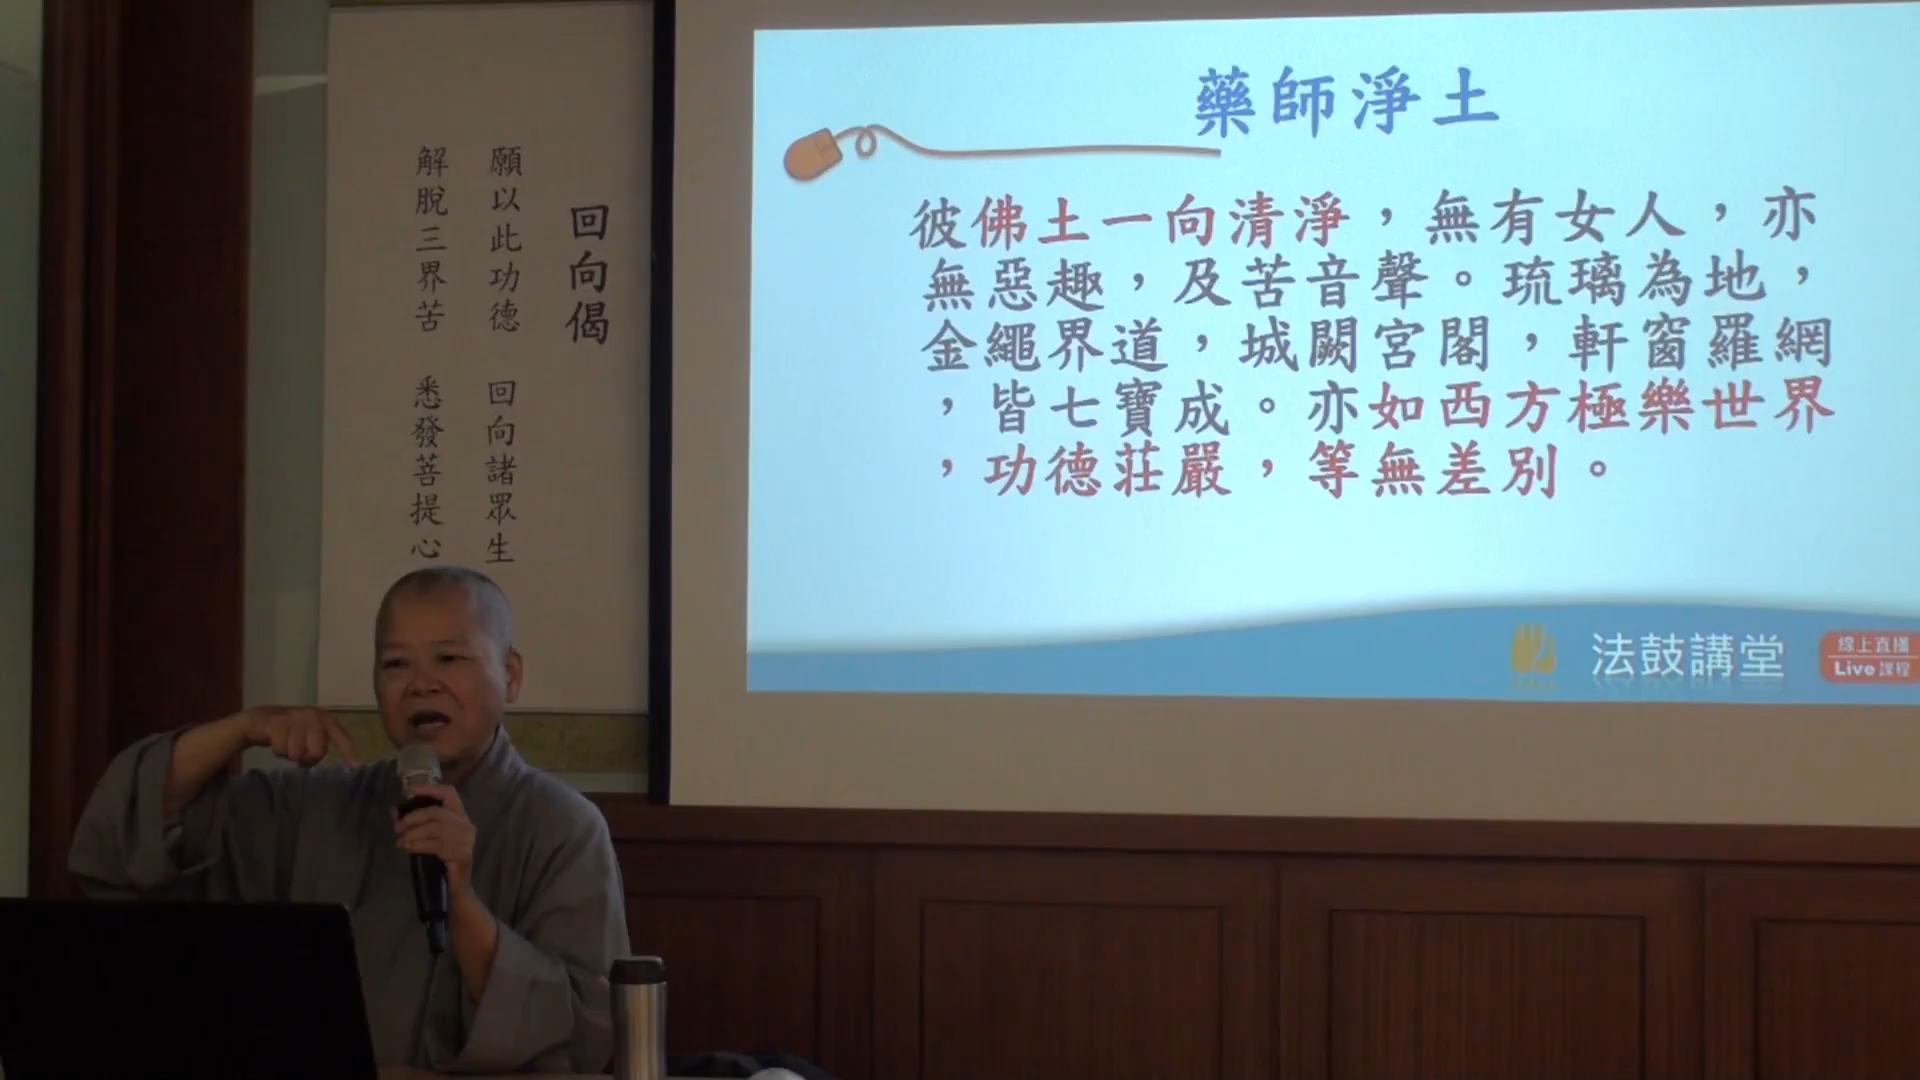 回向偈
願以此功德 回向諸眾生
解脫三界苦 悉發菩提心
藥師淨土
彼佛土一向清淨，無有女人，亦
無惡趣，及苦音聲。琉璃為地，
金繩界道，城闕宮閣，軒窗羅網
，皆七寶成。亦如西方極樂世界
，功德莊嚴，等無差別。
法鼓講堂
線上直播
Live課程